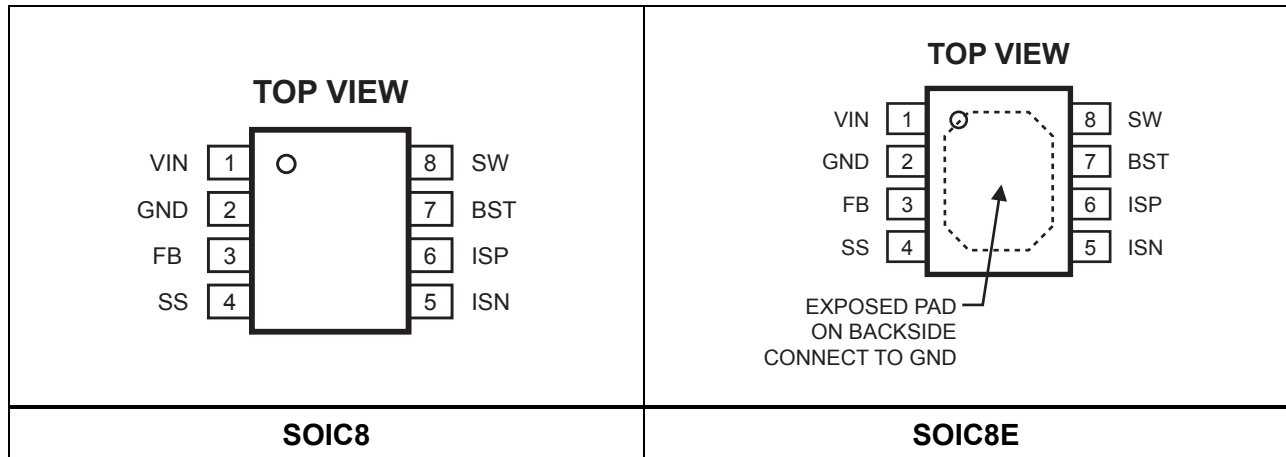 TOP VIEW
VIN 1 8 SW
GND 2 7 BST
FB 3 6 ISP
SS 4 5 ISN
SOIC8
TOP VIEW
VIN 1 8 SW
GND 2 7 BST
FB 3 6 ISP
SS 4 5 ISN
EXPOSED PAD
ON BACKSIDE
CONNECT TO GND
SOIC8E